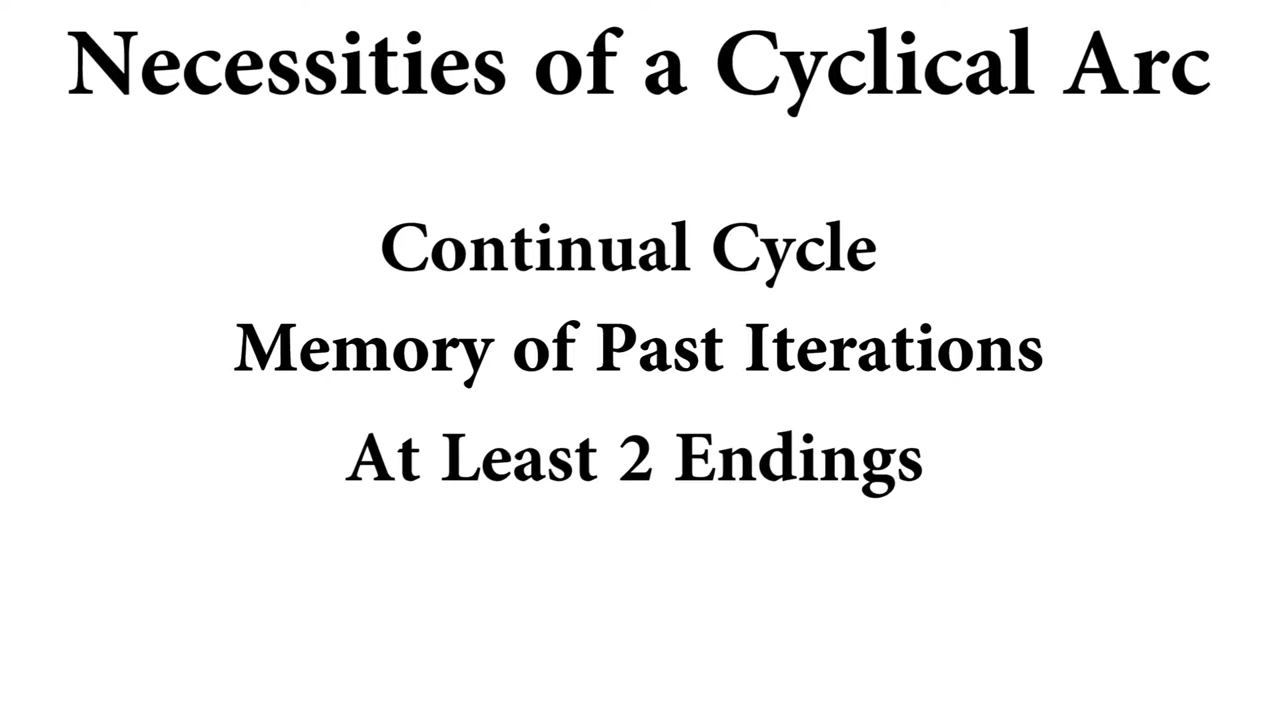 Necessities of a Cyclical Arc
Continual Cycle
Memory of Past Iterations
At Least 2 Endings